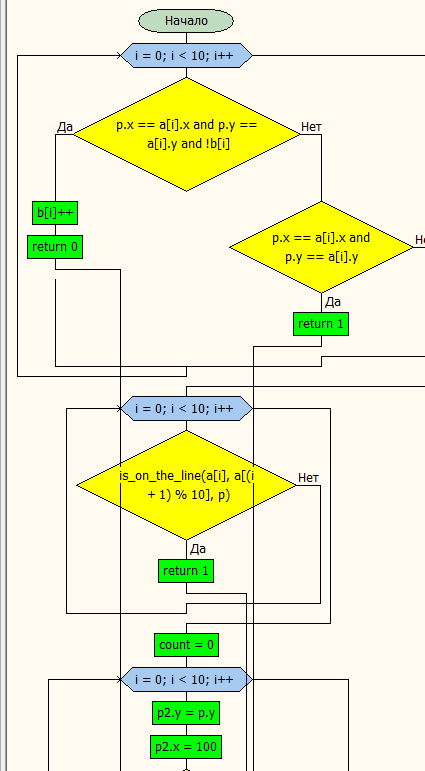 Начало
i = 0; i < 10; i++
Да
p.x == a[i].x and p.y ==
a[i].y and !b[i]
Нет
b[i]++
return 0
p.x == a[i].x and
p.y == a[i].y
Да
return 1
i = 0; i < 10; i++
is_on_the_line(a[i], a[(i
+ 1) % 10], p)
Нет
Да
return 1
count = 0
i = 0; i < 10; i++
p2.y = p.y
p2.x = 100